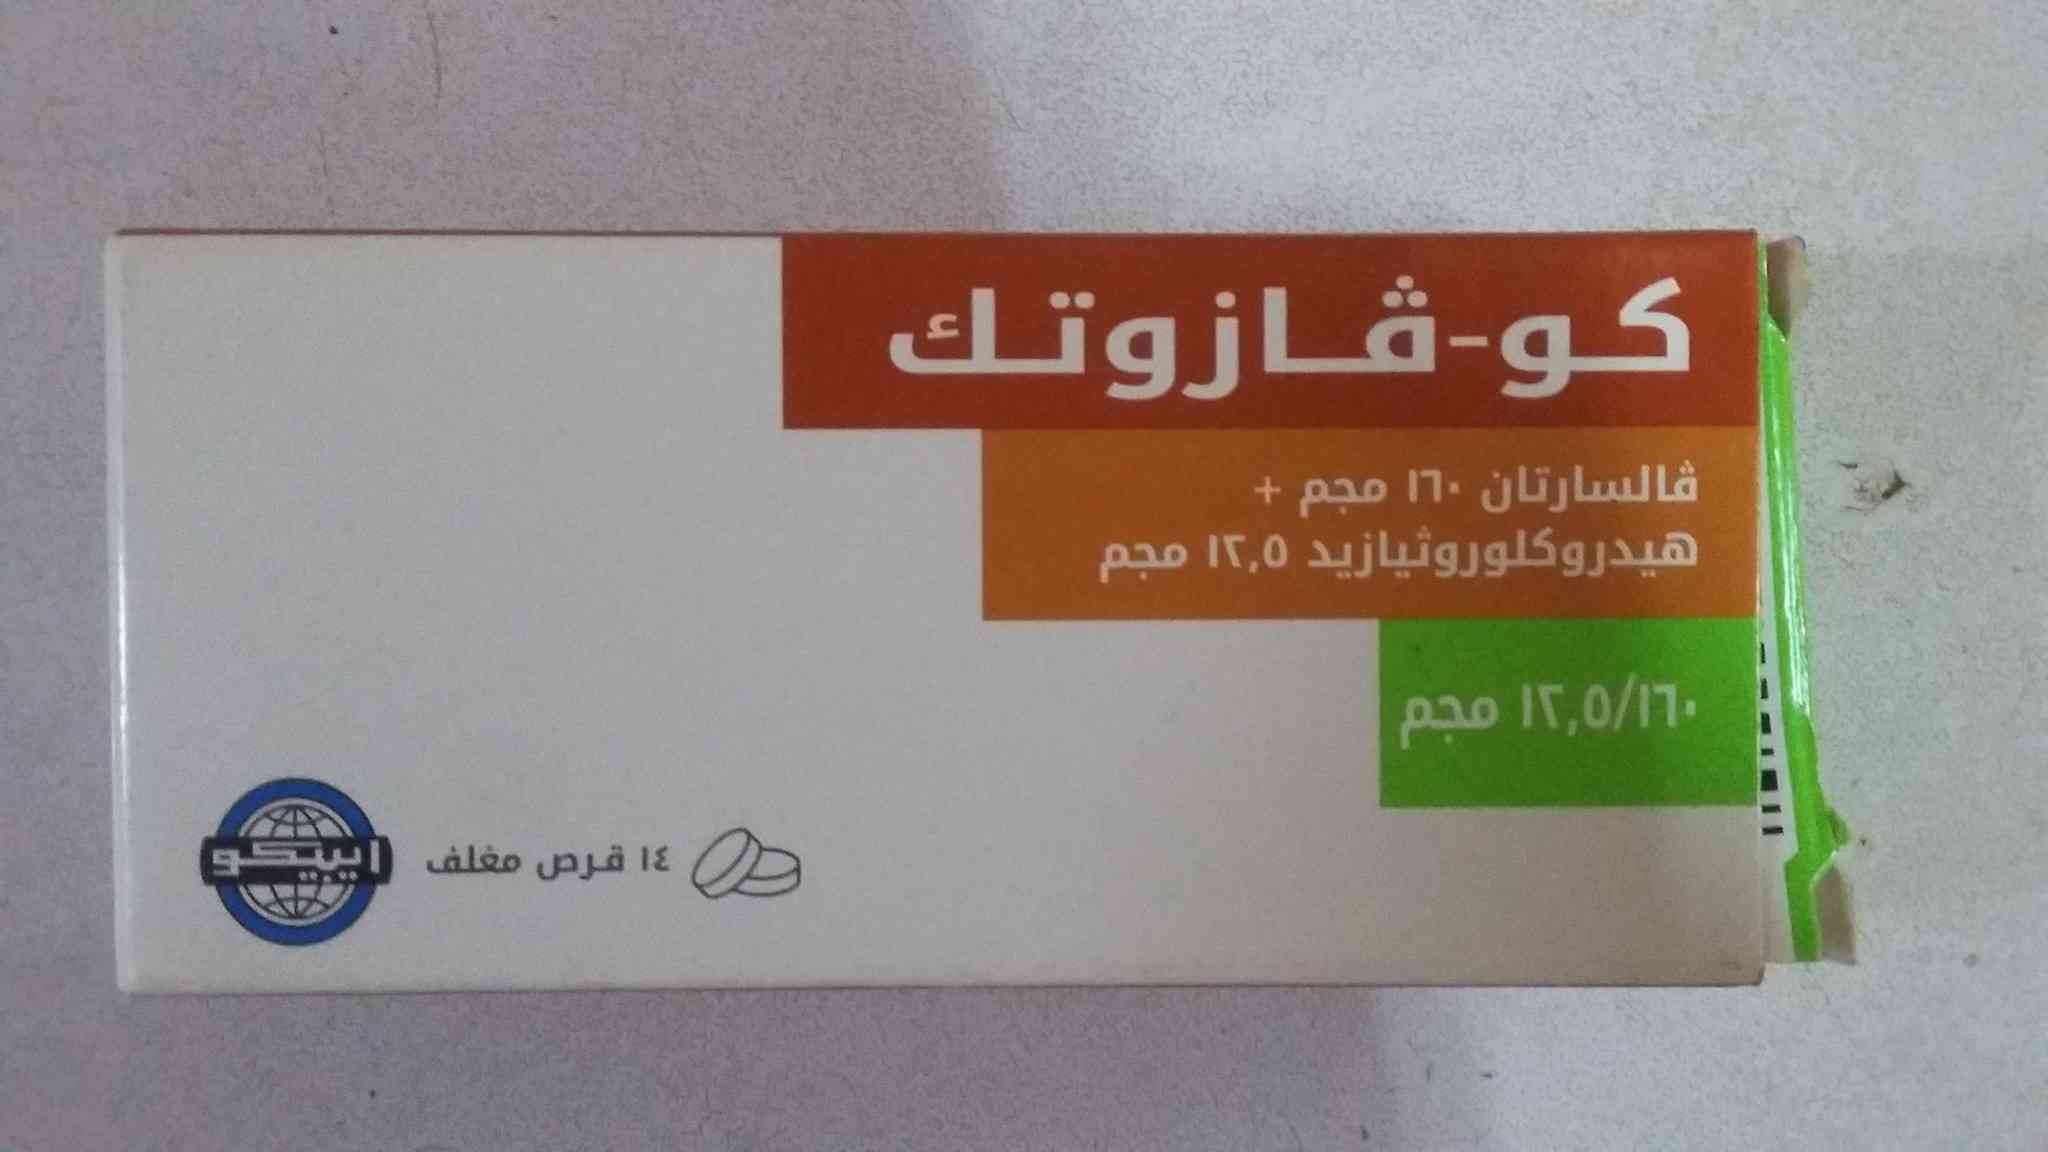 كو-ڤازوتك
ڤالسارتان ١٦٠ مجم +
هيدروكلوروثيازيد ١٢,٥ مجم
١٢,٥/١٦٠ مجم
١٤ قرص مغلف
ايبيكو